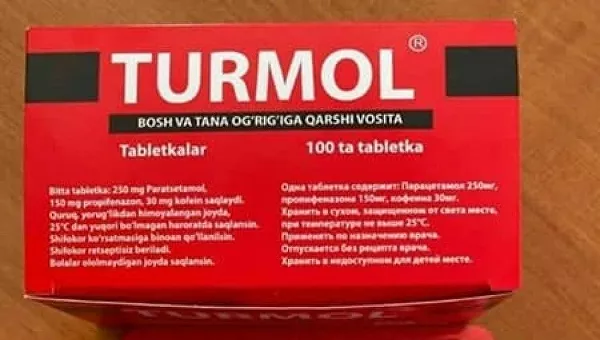 TURMOL®
BOSH VA TANA OG'RIG'IGA QARSHI VOSITA
Tabletkalar 100 ta tabletka
Bitta tabletka: 250 mg Paratsetamol,
150 mg propifenazon, 30 mg kofein saqlaydi.
Quruq, yorug'likdan himoyalangan joyda,
25°C dan yuqori bo'lmagan haroratda saqlansin.
Shifokor ko'rsatmasiga binoan qo'llanilsin.
Shifokor retseptisiz beriladi.
Bolalar ololmaydigan joyda saqlansin.
Одна таблетка содержит: Парацетамол 250мг,
пропифеназона 150мг, кофеина 30мг.
Хранить в сухом, защищенном от света месте,
при температуре не выше 25°С.
Применять по назначению врача.
Отпускается без рецепта врача.
Хранить в недоступном для детей месте.